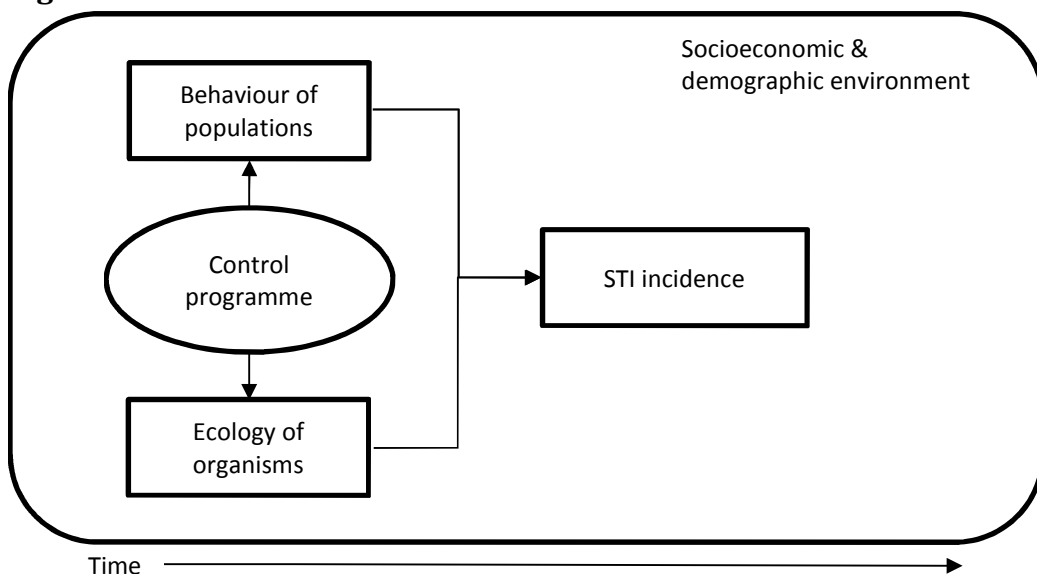 Socioeconomic &
demographic environment
Behaviour of
populations
Control
programme
STI incidence
Ecology of
organisms
Time